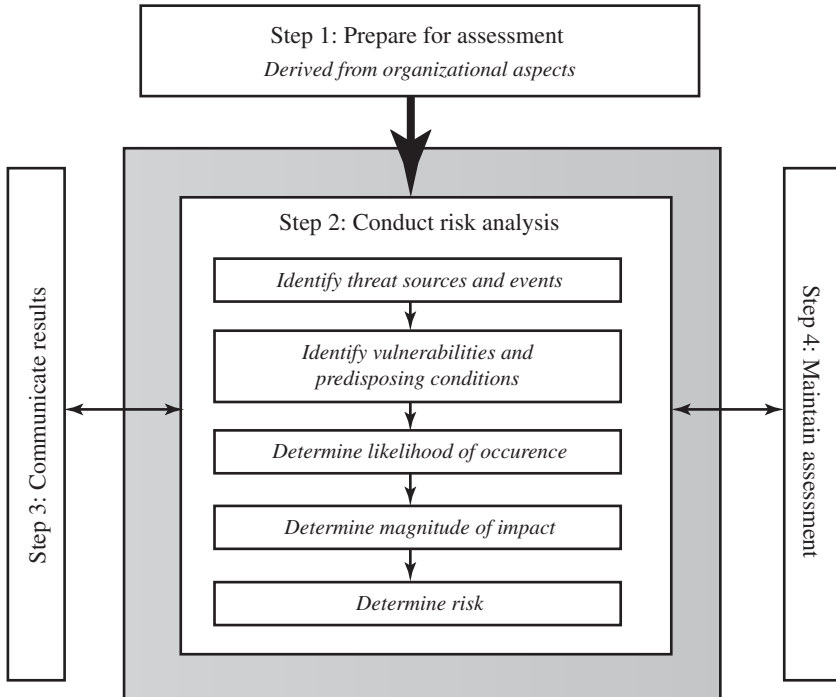 Step 1: Prepare for assessment
Derived from organizational aspects
Step 2: Conduct risk analysis
Identify threat sources and events
Identify vulnerabilities and
predisposing conditions
Determine likelihood of occurence
Determine magnitude of impact
Determine risk
Step 3: Communicate results
Step 4: Maintain assessment